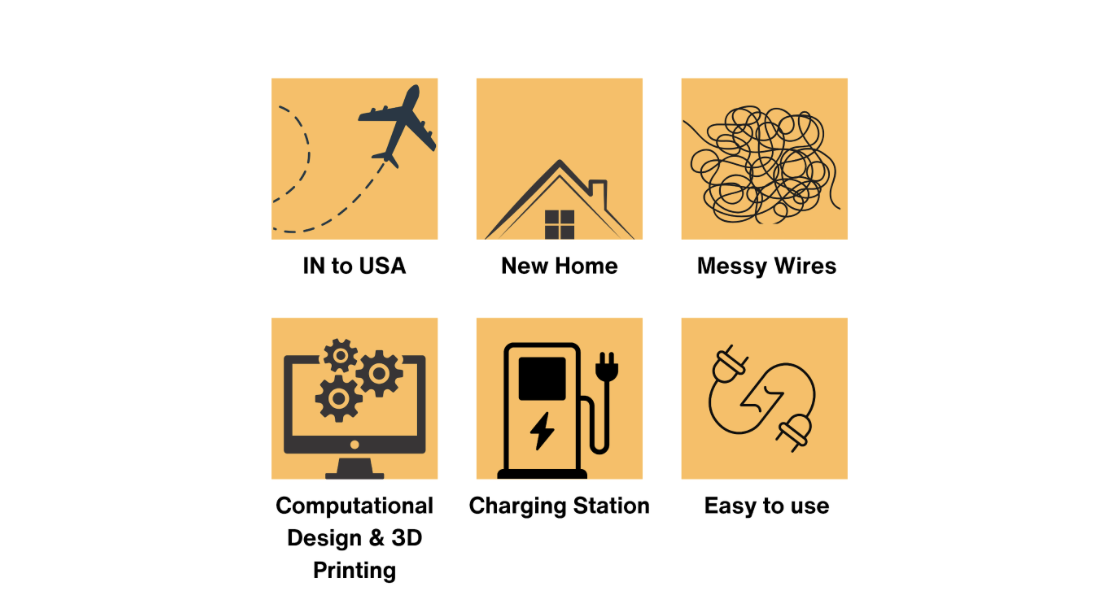 IN to USA
New Home
Messy Wires
Computational
Design & 3D
Printing
Charging Station
Easy to use